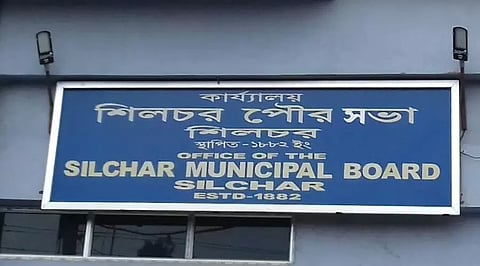 কার্য্যালয়
শিলচর পৌর সভা
শিলচর
স্থাপিত - ১৮৮২ ইং
OFFICE OF THE
SILCHAR MUNICIPAL BOARD
SILCHAR
ESTD-1882